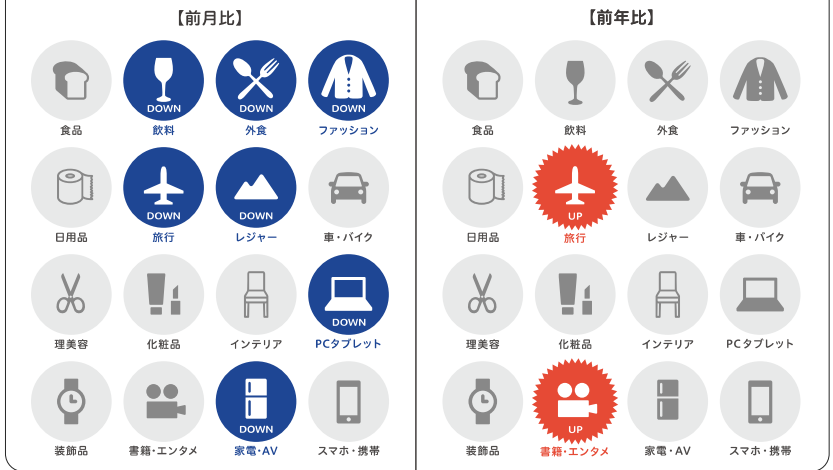 【前月比】
DOWN DOWN DOWN
食品 飲料 外食 ファッション
DOWN DOWN
日用品 旅行 レジャー 車・バイク
DOWN
理美容 化粧品 インテリア PCタブレット
DOWN
装飾品 書籍・エンタメ 家電・AV スマホ・携帯
【前年比】
食品 飲料 外食 ファッション
UP
日用品 旅行 レジャー 車・バイク
理美容 化粧品 インテリア PCタブレット
UP
装飾品 書籍・エンタメ 家電・AV スマホ・携帯